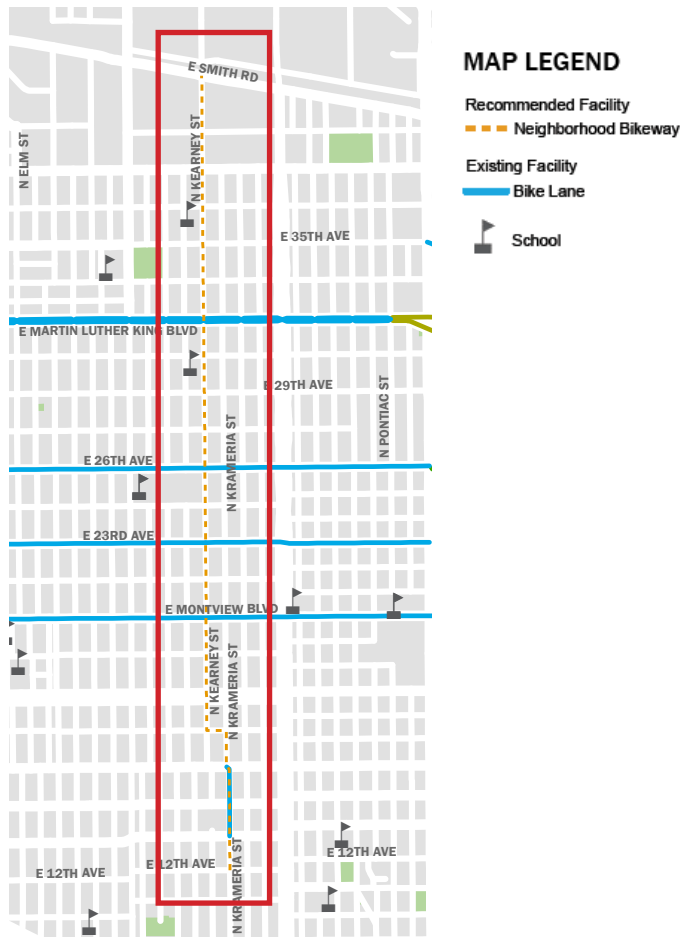 E SMITH RD
N KEARNEY ST
N ELM ST
E 35TH AVE
E MARTIN LUTHER KING BLVD
E 29TH AVE
N PONTIAC ST
N KRAMERIA ST
E 26TH AVE
E 23RD AVE
E MONTVIEW BLVD
N KEARNEY ST
N KRAMERIA ST
E 12TH AVE
E 12TH AVE
E 12TH AVE
N KRAMERIA ST
MAP LEGEND
Recommended Facility
Neighborhood Bikeway
Existing Facility
Bike Lane
School